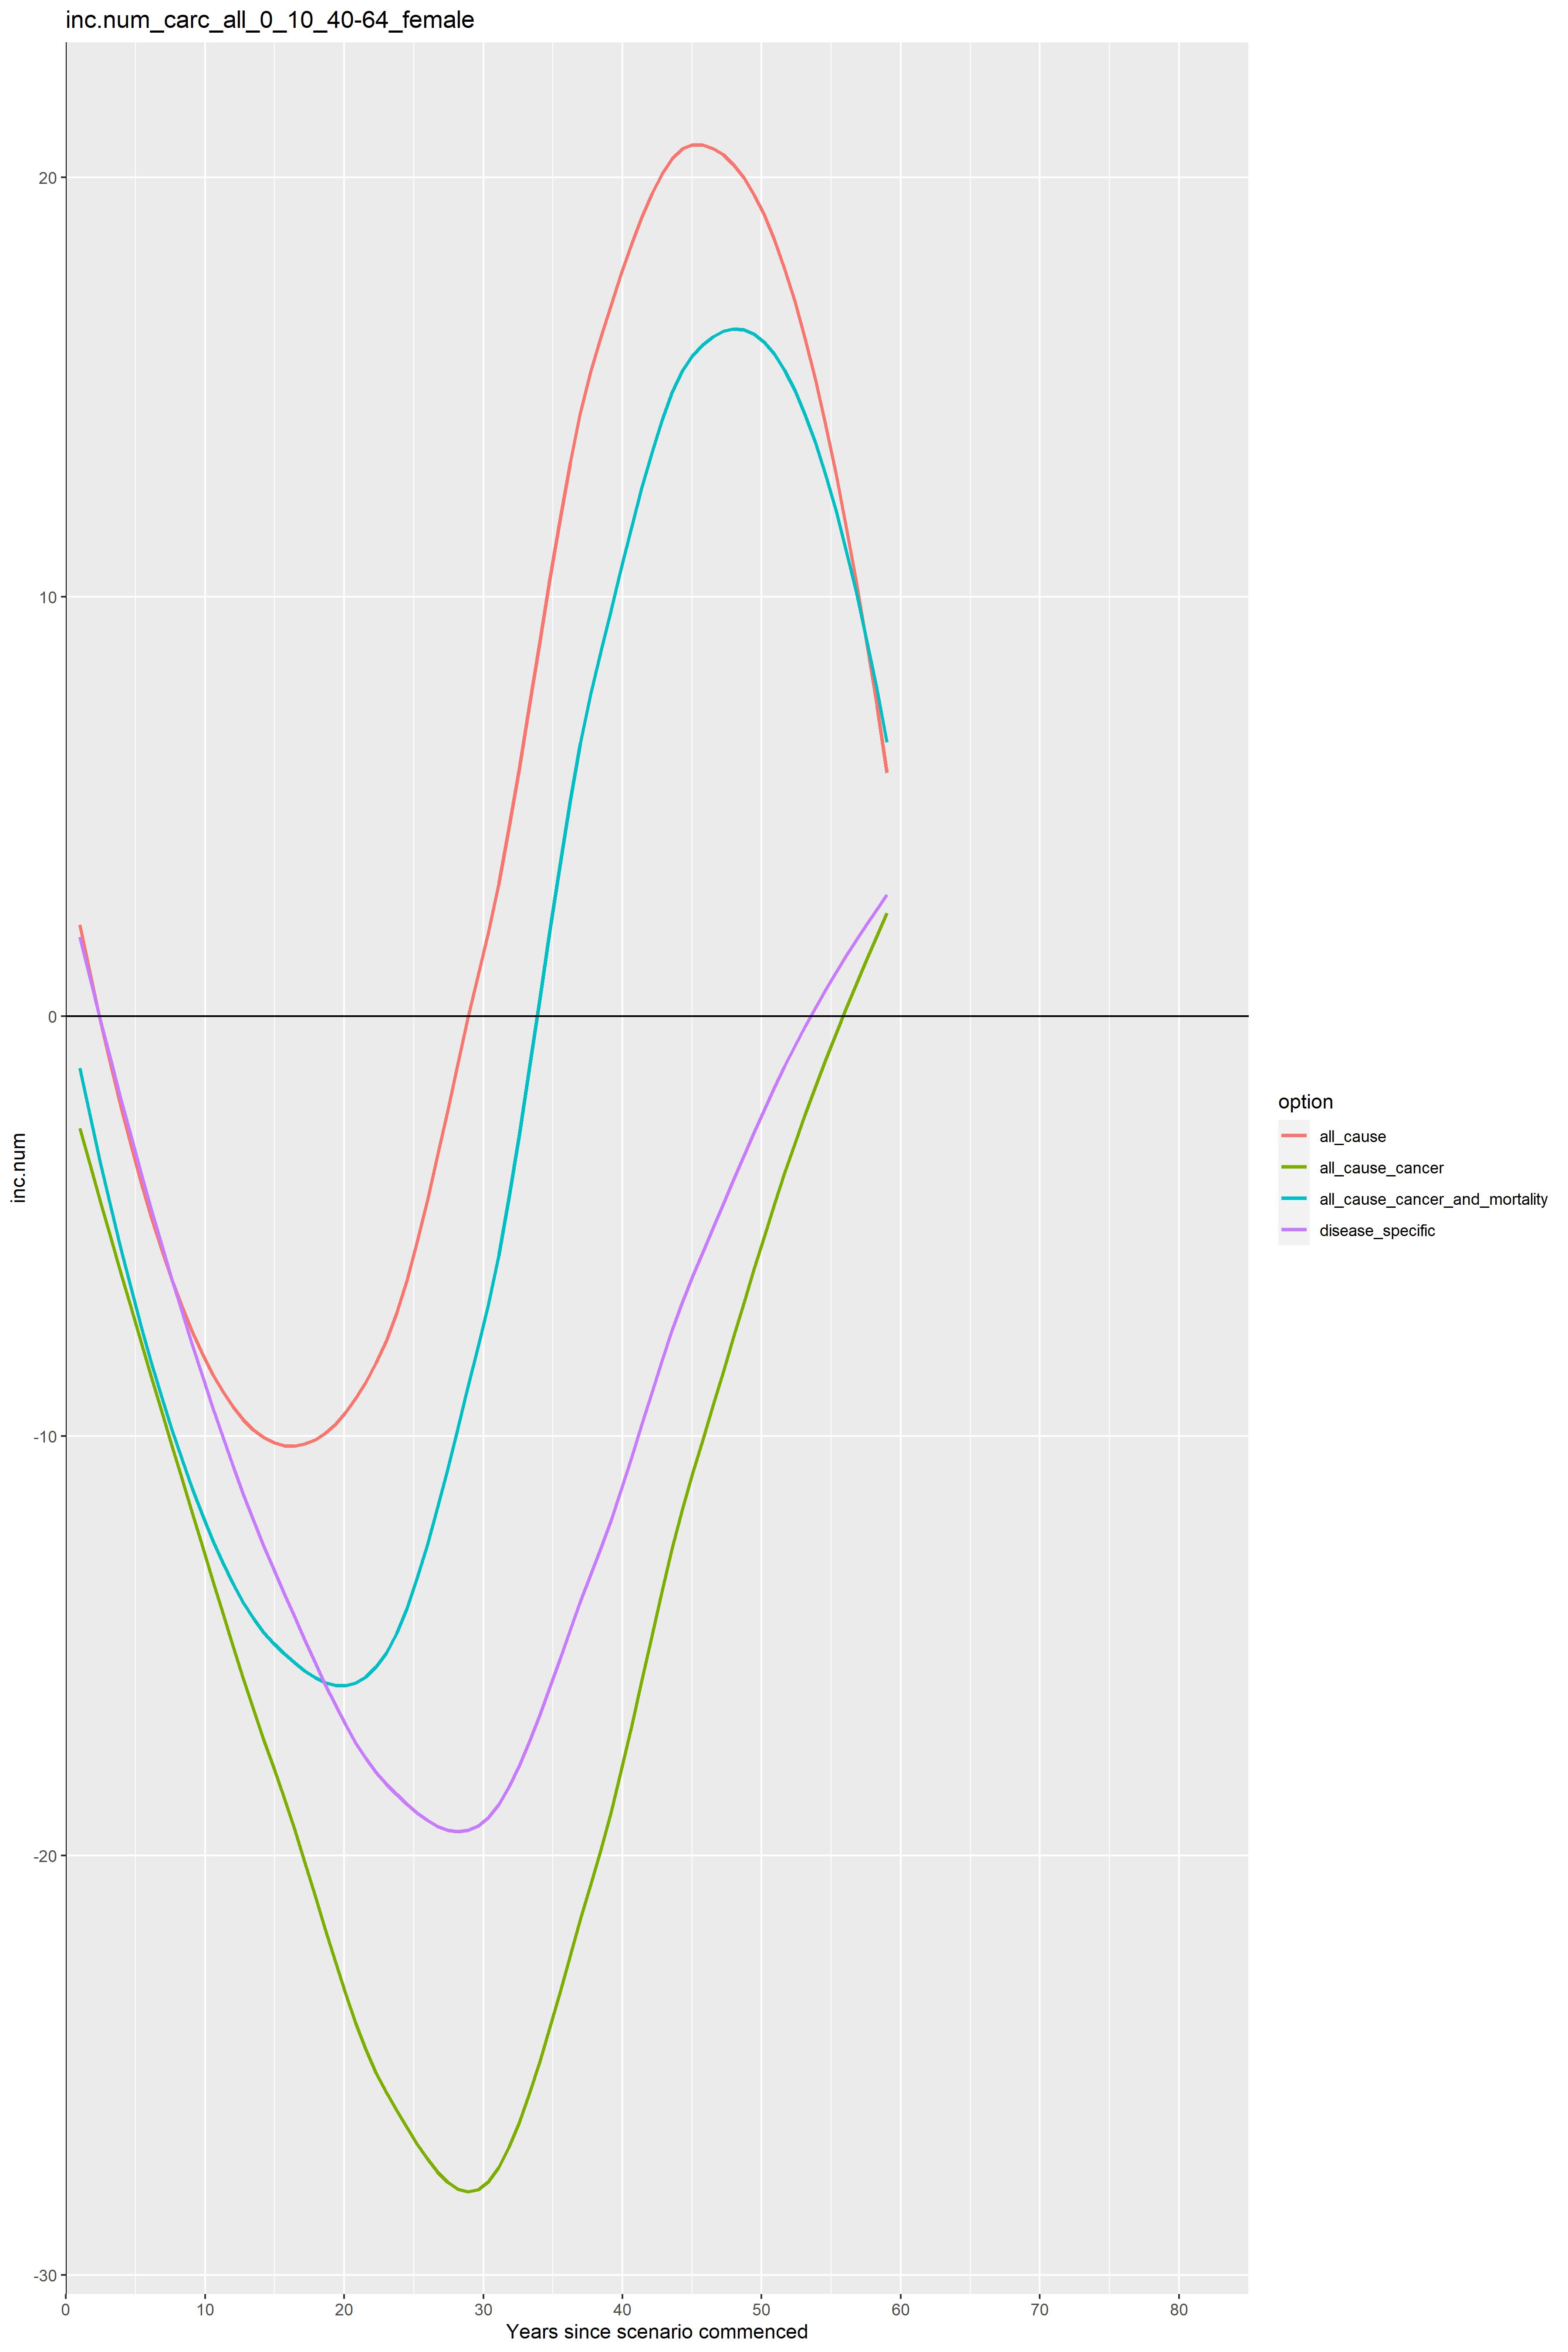 inc.num_carc_all_0_10_40-64_female
20
10
0
-10
-20
-30
inc.num
0 10 20 30 40 50 60 70 80
Years since scenario commenced
option
all_cause
all_cause_cancer
all_cause_cancer_and_mortality
disease_specific